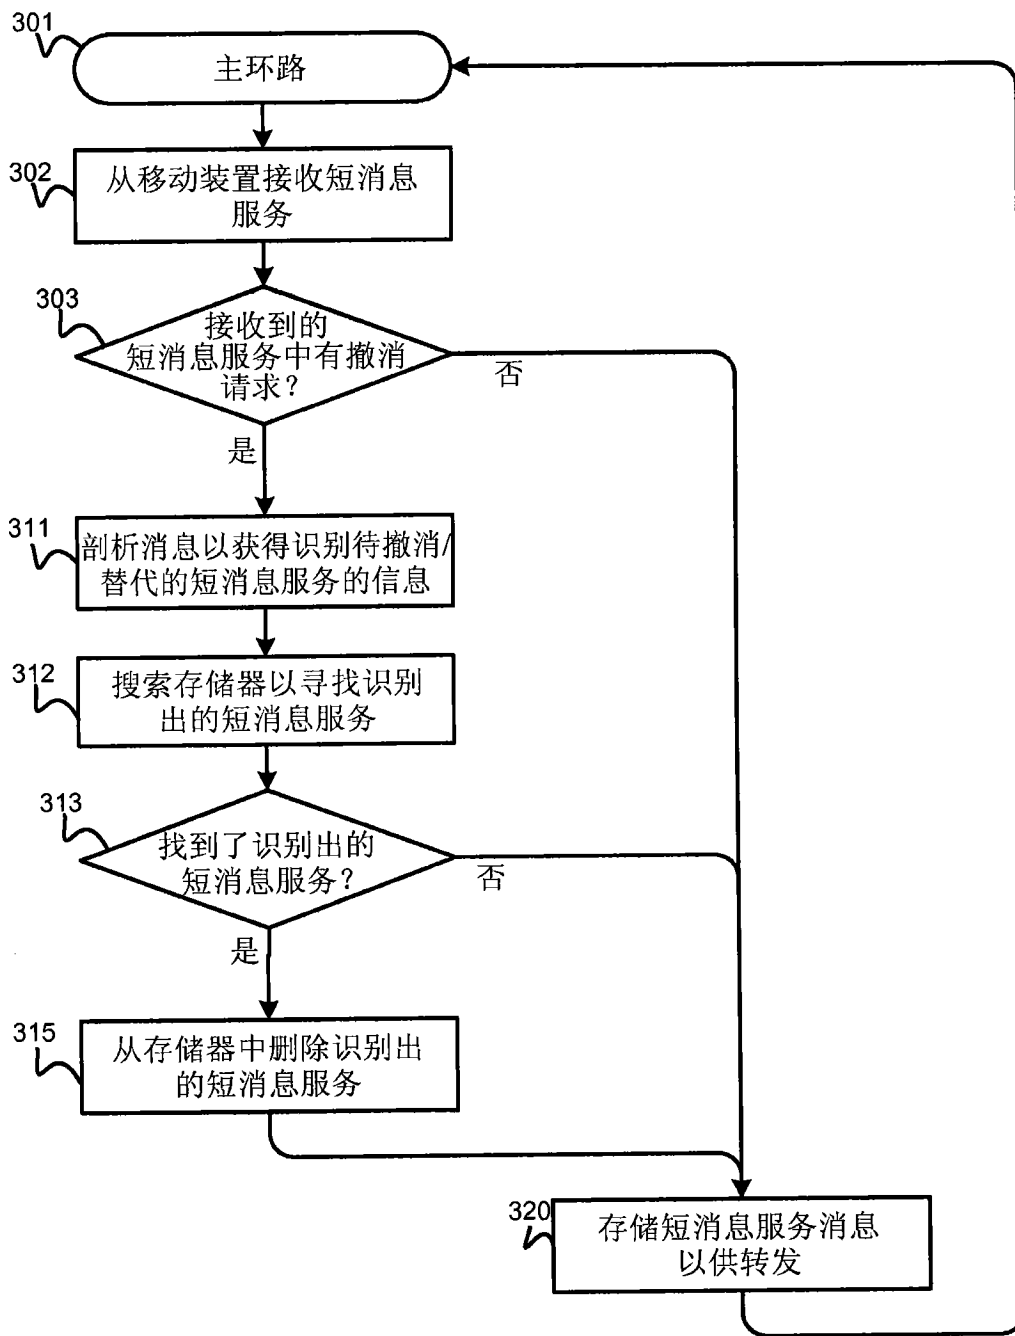 301
主环路
302
从移动装置接收短消息
服务
303
接收到的
短消息服务中有撤消
请求？
否
是
311
剖析消息以获得识别待撤消/
替代的短消息服务的信息
312
搜索存储器以寻找识别
出的短消息服务
313
找到了识别出的
短消息服务？
否
是
315
从存储器中删除识别出
的短消息服务
320
存储短消息服务消息
以供转发